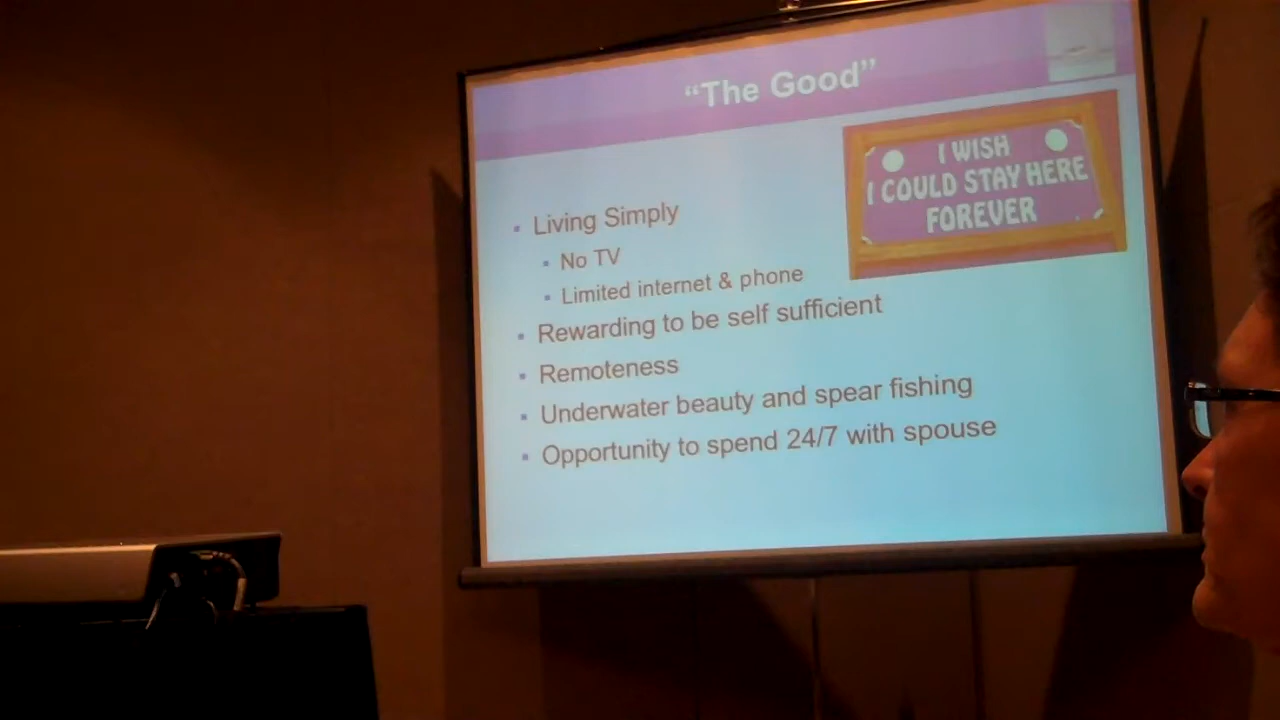 “The Good”
I WISH
I COULD STAY HERE
FOREVER
▪ Living Simply
▪ No TV
▪ Limited internet & phone
▪ Rewarding to be self sufficient
▪ Remoteness
▪ Underwater beauty and spear fishing
▪ Opportunity to spend 24/7 with spouse